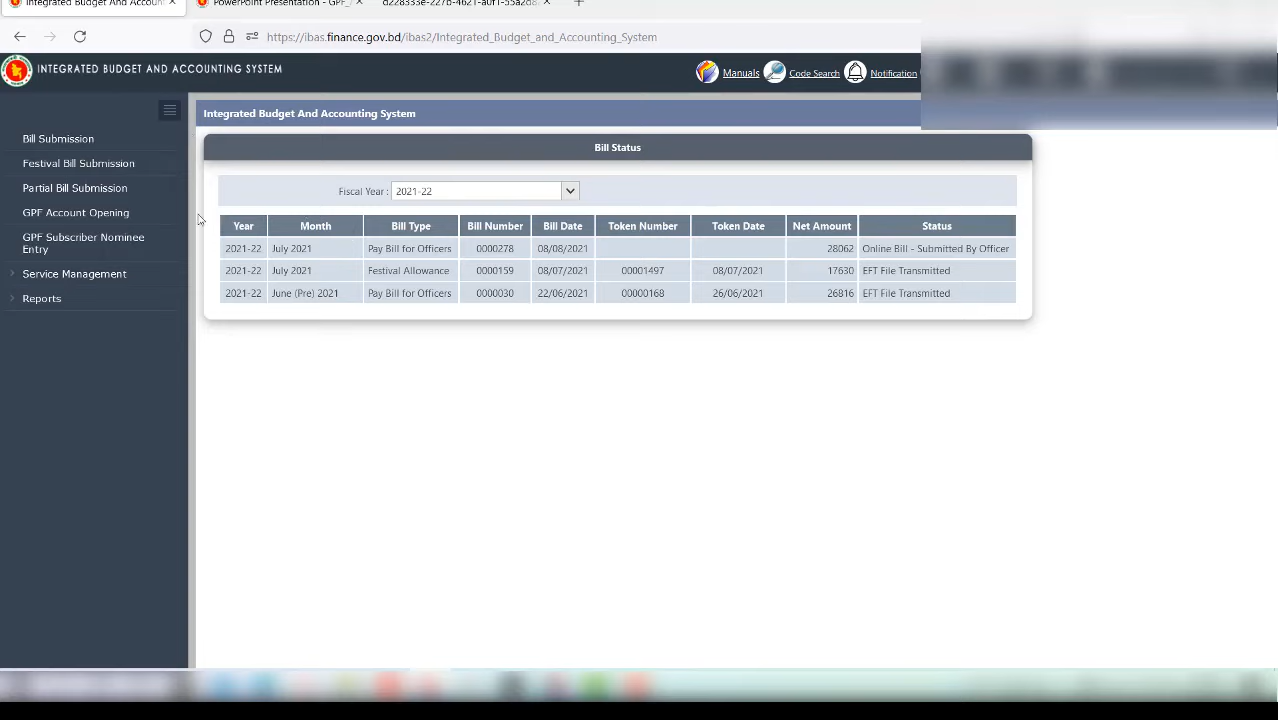 Integrated Budget And Accoun
PowerPoint Presentation - GPF_
https://ibas.finance.gov.bd/ibas2/Integrated_Budget_and_Accounting_System
INTEGRATED BUDGET AND ACCOUNTING SYSTEM
Manuals
Code Search
Notification
Integrated Budget And Accounting System
Bill Submission
Festival Bill Submission
Partial Bill Submission
GPF Account Opening
GPF Subscriber Nominee
Entry
Service Management
Reports
Bill Status
Fiscal Year : 2021-22
Year Month Bill Type Bill Number Bill Date Token Number Token Date Net Amount Status
2021-22 July 2021 Pay Bill for Officers 0000278 08/08/2021 28062 Online Bill - Submitted By Officer
2021-22 July 2021 Festival Allowance 0000159 08/07/2021 00001497 08/07/2021 17630 EFT File Transmitted
2021-22 June (Pre) 2021 Pay Bill for Officers 0000030 22/06/2021 00000168 26/06/2021 26816 EFT File Transmitted